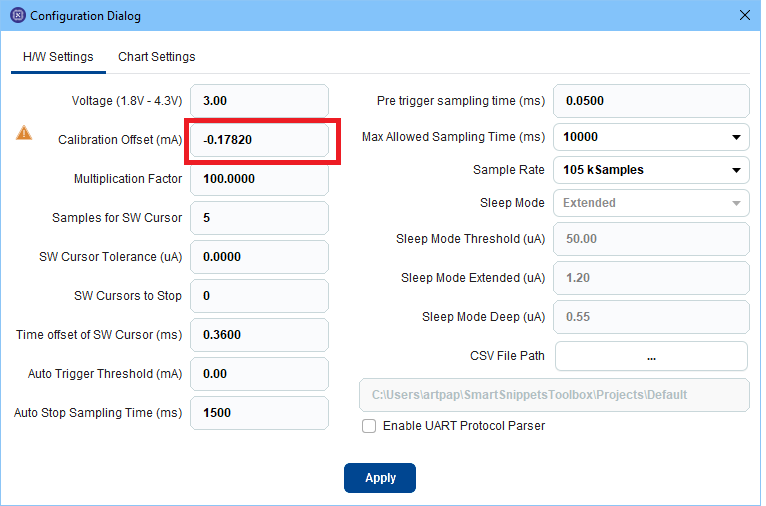 Configuration Dialog
H/W Settings
Chart Settings
Voltage (1.8V - 4.3V)
3.00
Calibration Offset (mA)
-0.17820
Multiplication Factor
100.0000
Samples for SW Cursor
5
SW Cursor Tolerance (uA)
0.0000
SW Cursors to Stop
0
Time offset of SW Cursor (ms)
0.3600
Auto Trigger Threshold (mA)
0.00
Auto Stop Sampling Time (ms)
1500
Pre trigger sampling time (ms)
0.0500
Max Allowed Sampling Time (ms)
10000
Sample Rate
105 kSamples
Sleep Mode
Extended
Sleep Mode Threshold (uA)
50.00
Sleep Mode Extended (uA)
1.20
Sleep Mode Deep (uA)
0.55
CSV File Path
...
C:\Users\artpap\SmartSnippetsToolbox\Projects\Default
Enable UART Protocol Parser
Apply